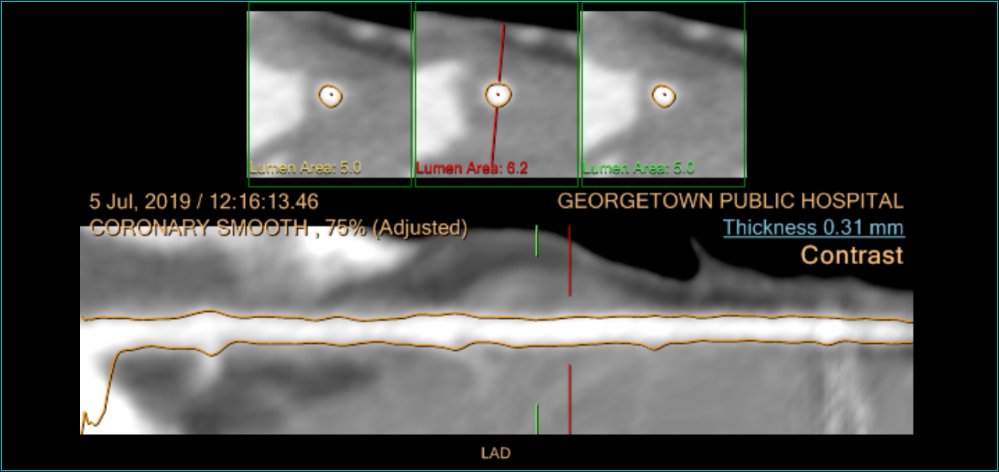 Lumen Area: 5.0
Lumen Area: 6.2
Lumen Area: 5.0
5 Jul, 2019 / 12:16:13.46
GEORGETOWN PUBLIC HOSPITAL
CORONARY SMOOTH , 75% (Adjusted)
Thickness 0.31 mm
Contrast
LAD